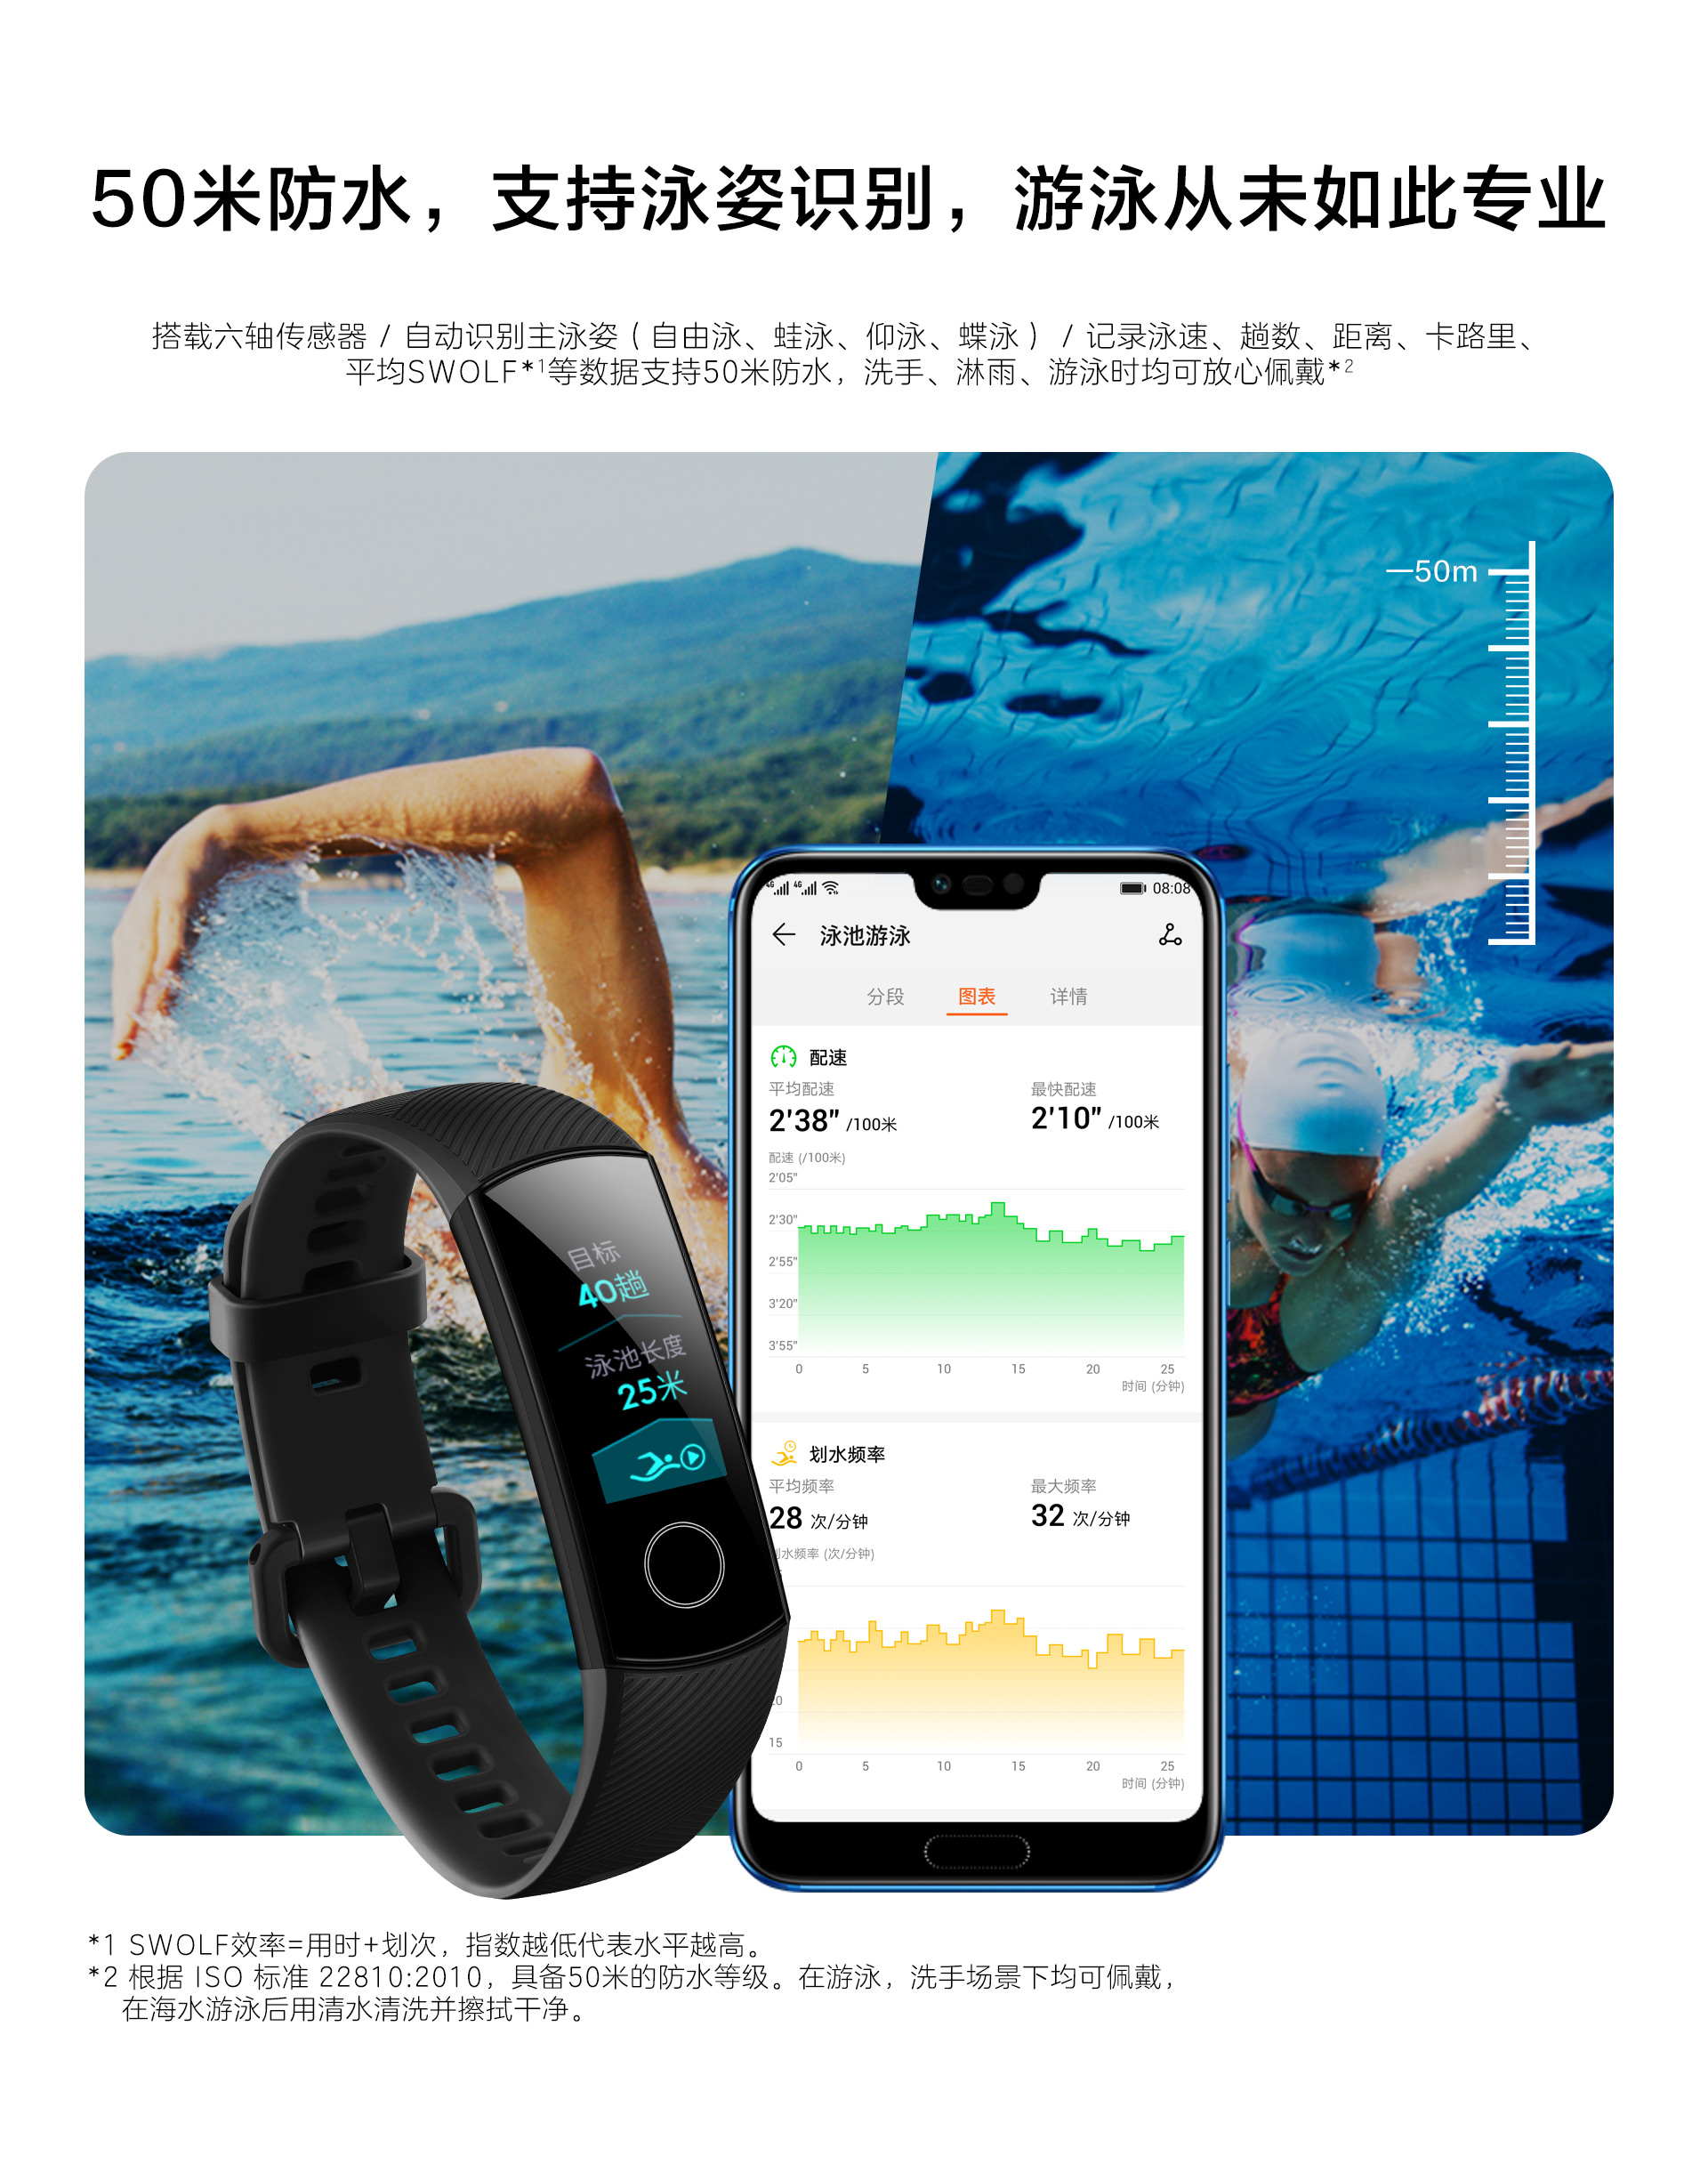 50米防水，支持泳姿识别，游泳从未如此专业
搭载六轴传感器 / 自动识别主泳姿（自由泳、蛙泳、仰泳、蝶泳） / 记录泳速、趟数、距离、卡路里、
平均SWOLF*1等数据支持50米防水，洗手、淋雨、游泳时均可放心佩戴*2
—50m
4G 4G 08:08
泳池游泳
分段 图表 详情
配速
平均配速 最快配速
2'38" /100米 2'10" /100米
配速 (/100米)
2'05"
2'30"
2'55"
3'20"
3'55"
0 5 10 15 20 25
时间 (分钟)
目标
40趟
泳池长度
25米
划水频率
平均频率 最大频率
28 次/分钟 32 次/分钟
水频率 (次/分钟)
15
0 5 10 15 20 25
时间 (分钟)
*1 SWOLF效率=用时+划次，指数越低代表水平越高。
*2 根据 ISO 标准 22810:2010，具备50米的防水等级。在游泳，洗手场景下均可佩戴，
在海水游泳后用清水清洗并擦拭干净。